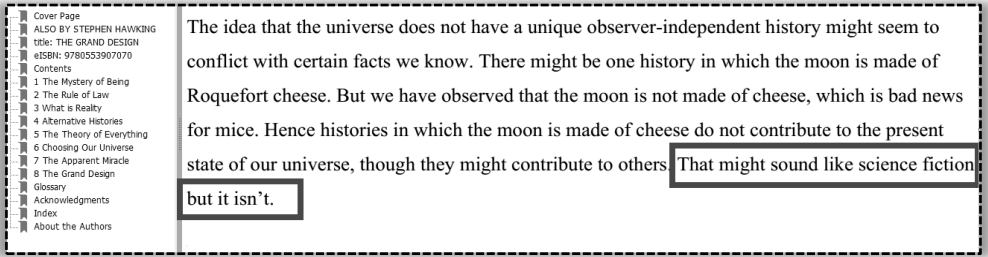 Cover Page
ALSO BY STEPHEN HAWKING
title: THE GRAND DESIGN
eISBN: 9780553907070
Contents
1 The Mystery of Being
2 The Rule of Law
3 What is Reality
4 Alternative Histories
5 The Theory of Everything
6 Choosing Our Universe
7 The Apparent Miracle
8 The Grand Design
Glossary
Acknowledgments
Index
About the Authors
The idea that the universe does not have a unique observer-independent history might seem to
conflict with certain facts we know. There might be one history in which the moon is made of
Roquefort cheese. But we have observed that the moon is not made of cheese, which is bad news
for mice. Hence histories in which the moon is made of cheese do not contribute to the present
state of our universe, though they might contribute to others. That might sound like science fiction
but it isn’t.